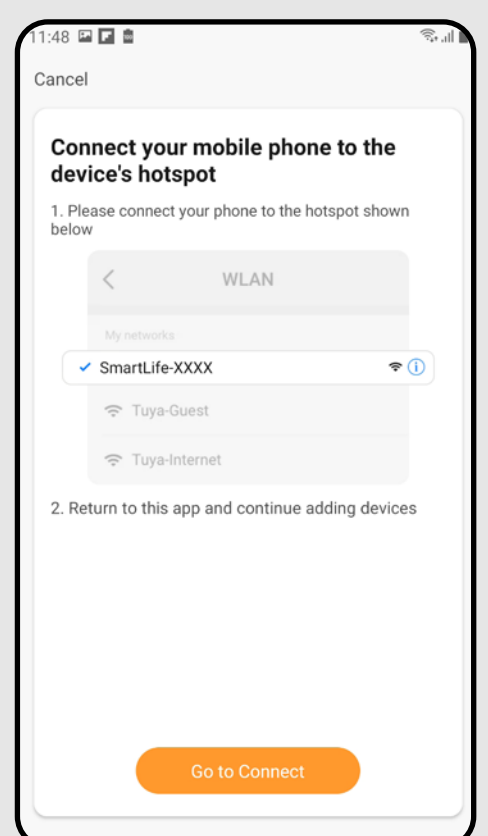 11:48
Cancel
Connect your mobile phone to the
device's hotspot
1. Please connect your phone to the hotspot shown
below
WLAN
My networks
SmartLife-XXXX
Tuya-Guest
Tuya-Internet
2. Return to this app and continue adding devices
Go to Connect